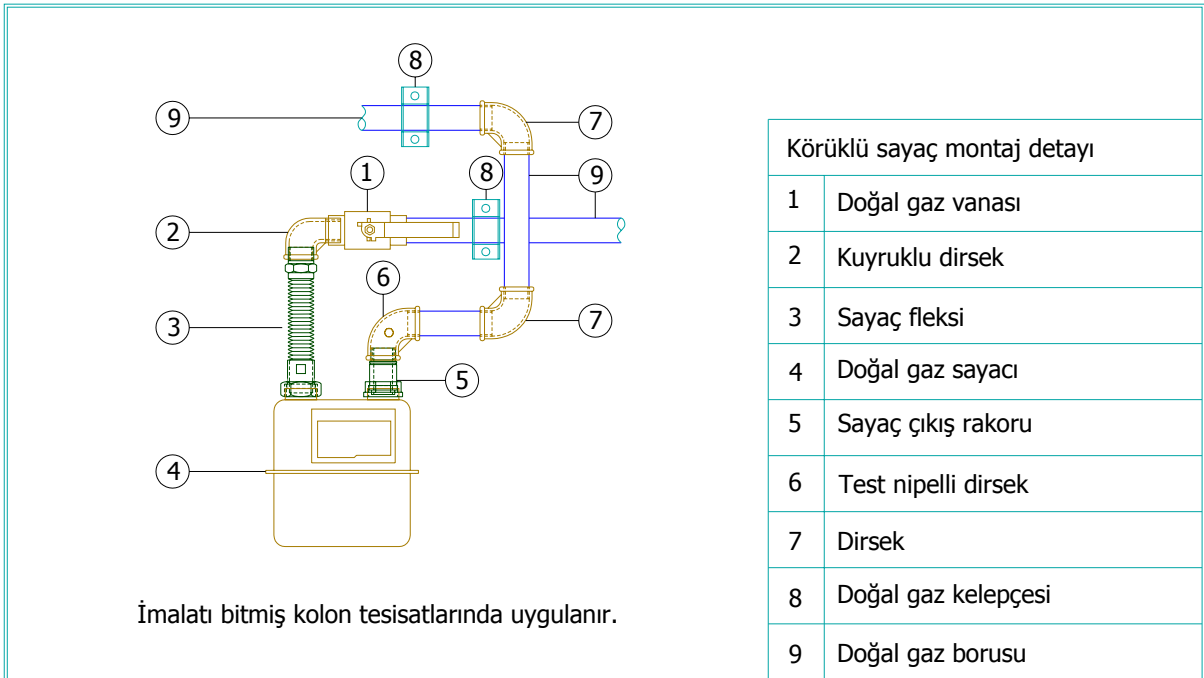 8
9
7
1
8
9
2
6
3
7
5
4
İmalatı bitmiş kolon tesisatlarında uygulanır.
Körüklü sayaç montaj detayı
1 Doğal gaz vanası
2 Kuyruklu dirsek
3 Sayaç fleksi
4 Doğal gaz sayacı
5 Sayaç çıkış rakoru
6 Test nipelli dirsek
7 Dirsek
8 Doğal gaz kelepçesi
9 Doğal gaz borusu